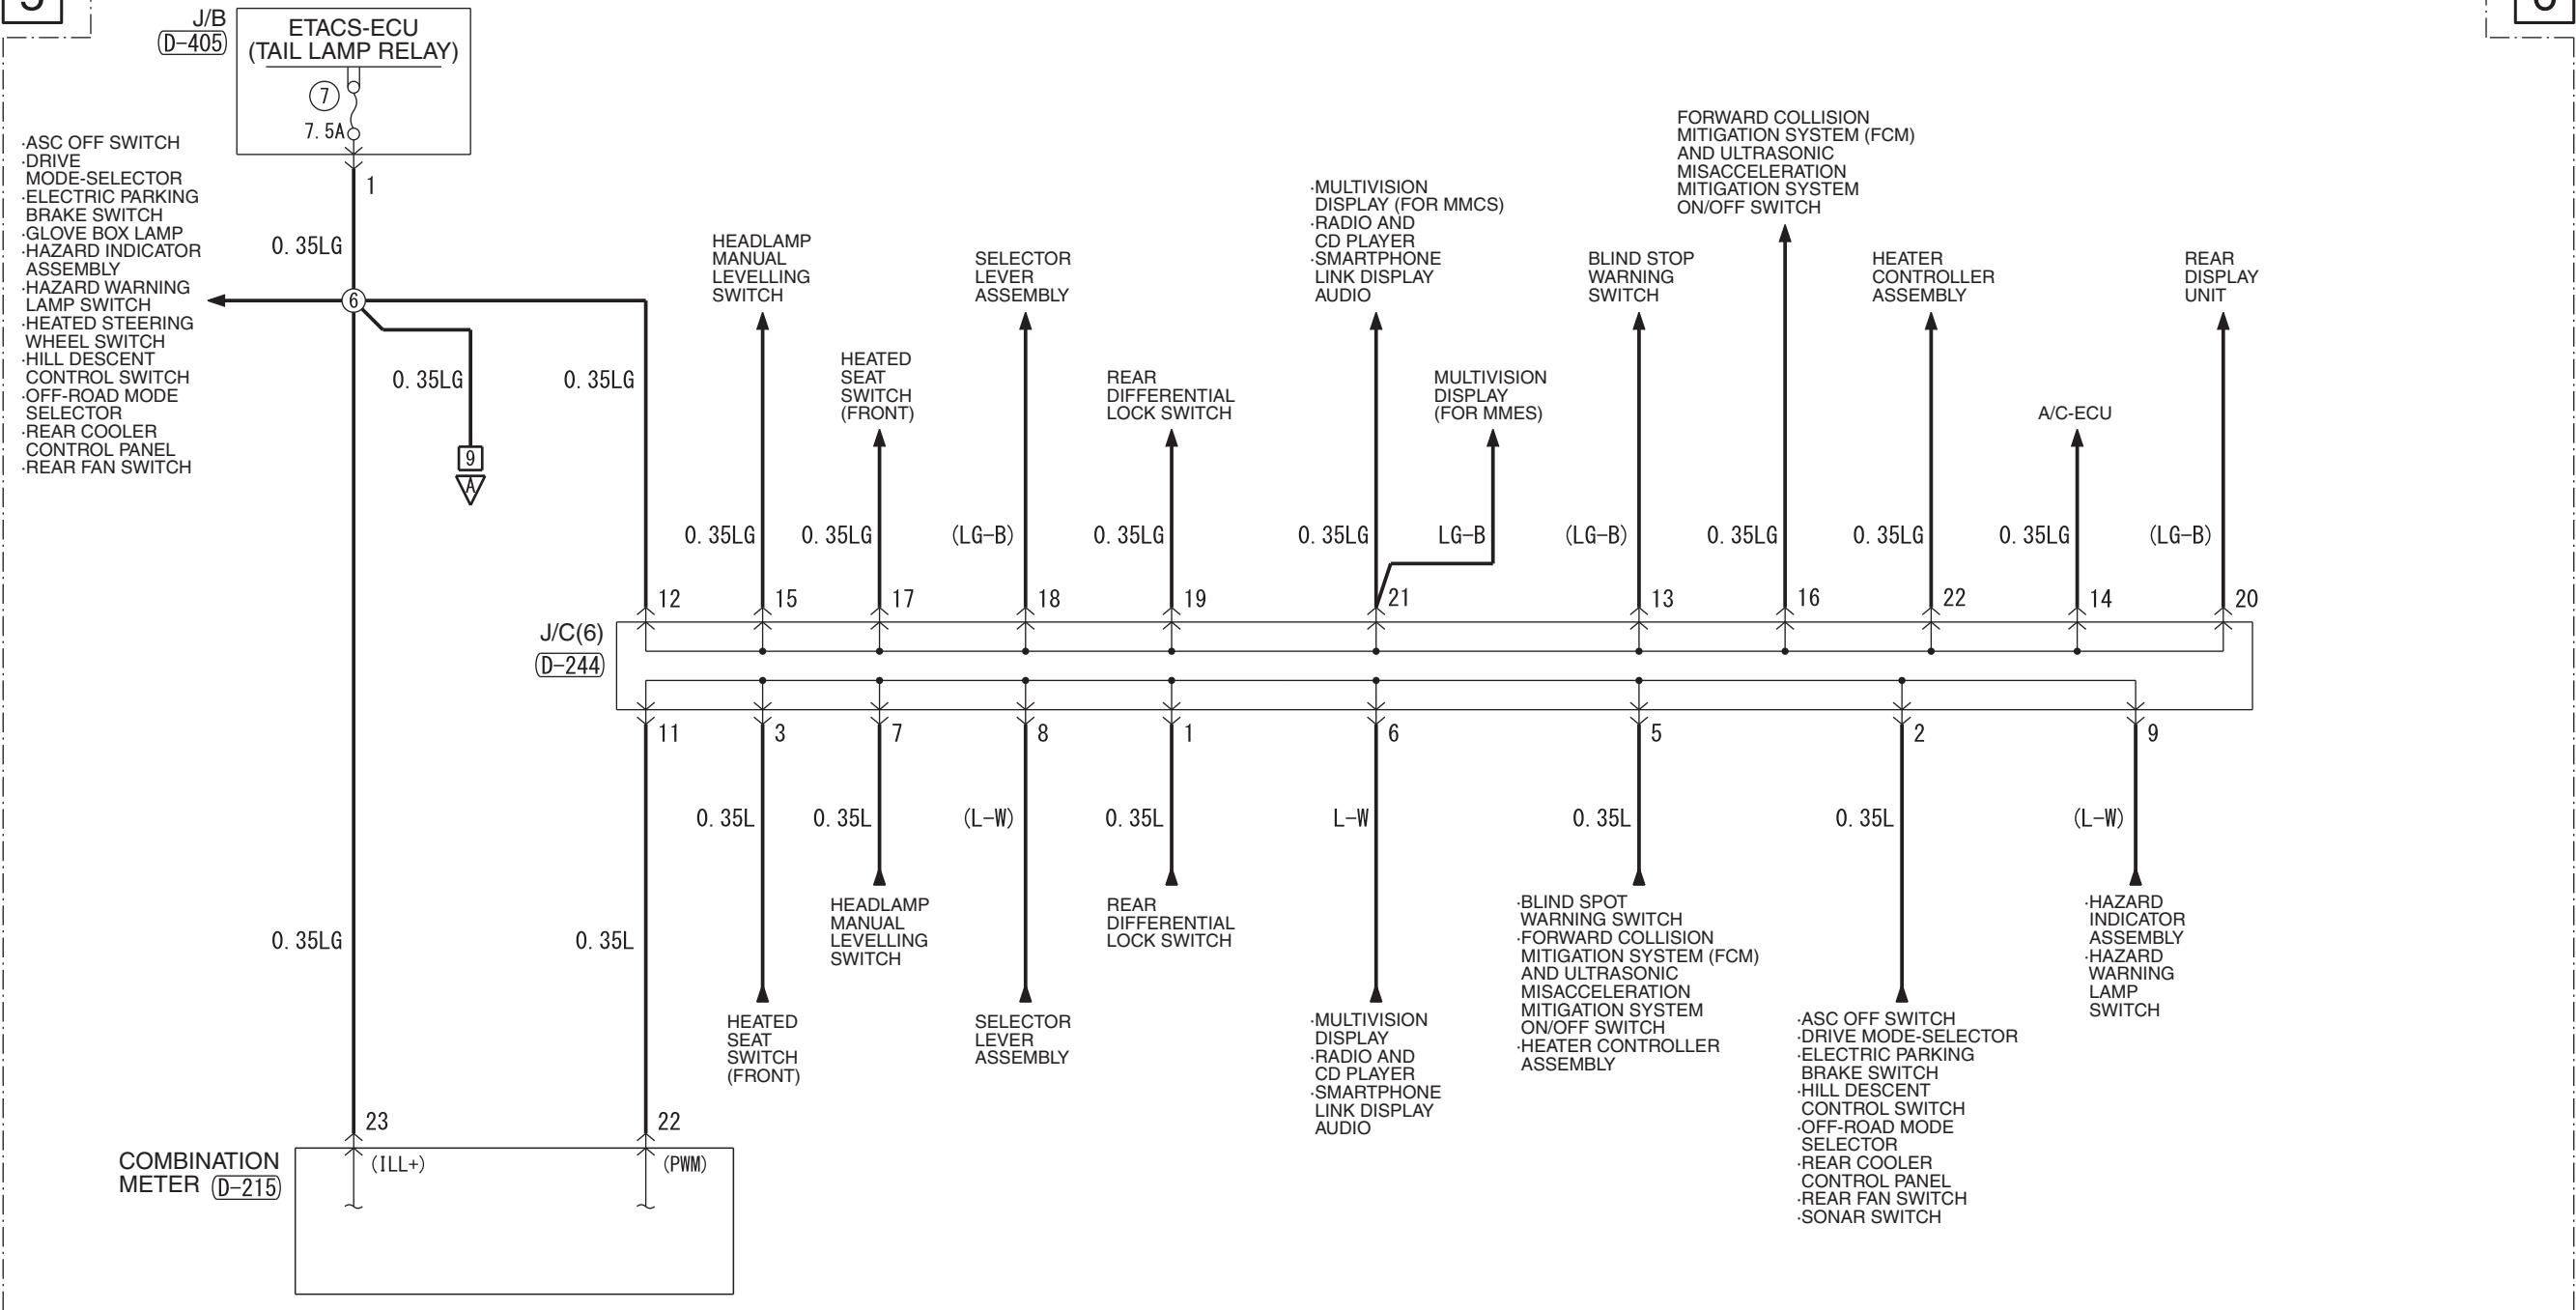 J/B
(D-405)
ETACS-ECU
(TAIL LAMP RELAY)
7
7.5A
1
·ASC OFF SWITCH
·DRIVE
MODE-SELECTOR
·ELECTRIC PARKING
BRAKE SWITCH
·GLOVE BOX LAMP
·HAZARD INDICATOR
ASSEMBLY
·HAZARD WARNING
LAMP SWITCH
·HEATED STEERING
WHEEL SWITCH
·HILL DESCENT
CONTROL SWITCH
·OFF-ROAD MODE
SELECTOR
·REAR COOLER
CONTROL PANEL
·REAR FAN SWITCH
0.35LG
6
0.35LG
9
A
0.35LG
HEADLAMP
MANUAL
LEVELLING
SWITCH
HEATED
SEAT
SWITCH
(FRONT)
SELECTOR
LEVER
ASSEMBLY
REAR
DIFFERENTIAL
LOCK SWITCH
·MULTIVISION
DISPLAY (FOR MMCS)
·RADIO AND
CD PLAYER
·SMARTPHONE
LINK DISPLAY
AUDIO
MULTIVISION
DISPLAY
(FOR MMES)
BLIND STOP
WARNING
SWITCH
FORWARD COLLISION
MITIGATION SYSTEM (FCM)
AND ULTRASONIC
MISACCELERATION
MITIGATION SYSTEM
ON/OFF SWITCH
HEATER
CONTROLLER
ASSEMBLY
A/C-ECU
REAR
DISPLAY
UNIT
0.35LG 0.35LG (LG-B) 0.35LG 0.35LG LG-B (LG-B) 0.35LG 0.35LG 0.35LG (LG-B)
12 15 17 18 19 21 13 16 22 14 20
J/C(6)
(D-244)
11 3 7 8 1 6 5 2 9
0.35L 0.35L (L-W) 0.35L L-W 0.35L 0.35L (L-W)
0.35LG
0.35L
HEATED
SEAT
SWITCH
(FRONT)
HEADLAMP
MANUAL
LEVELLING
SWITCH
SELECTOR
LEVER
ASSEMBLY
REAR
DIFFERENTIAL
LOCK SWITCH
·MULTIVISION
DISPLAY
·RADIO AND
CD PLAYER
·SMARTPHONE
LINK DISPLAY
AUDIO
·BLIND SPOT
WARNING SWITCH
·FORWARD COLLISION
MITIGATION SYSTEM (FCM)
AND ULTRASONIC
MISACCELERATION
MITIGATION SYSTEM
ON/OFF SWITCH
·HEATER CONTROLLER
ASSEMBLY
·ASC OFF SWITCH
·DRIVE MODE-SELECTOR
·ELECTRIC PARKING
BRAKE SWITCH
·HILL DESCENT
CONTROL SWITCH
·OFF-ROAD MODE
SELECTOR
·REAR COOLER
CONTROL PANEL
·REAR FAN SWITCH
·SONAR SWITCH
·HAZARD
INDICATOR
ASSEMBLY
·HAZARD
WARNING
LAMP
SWITCH
23
22
COMBINATION
METER (D-215)
(ILL+)
(PWM)